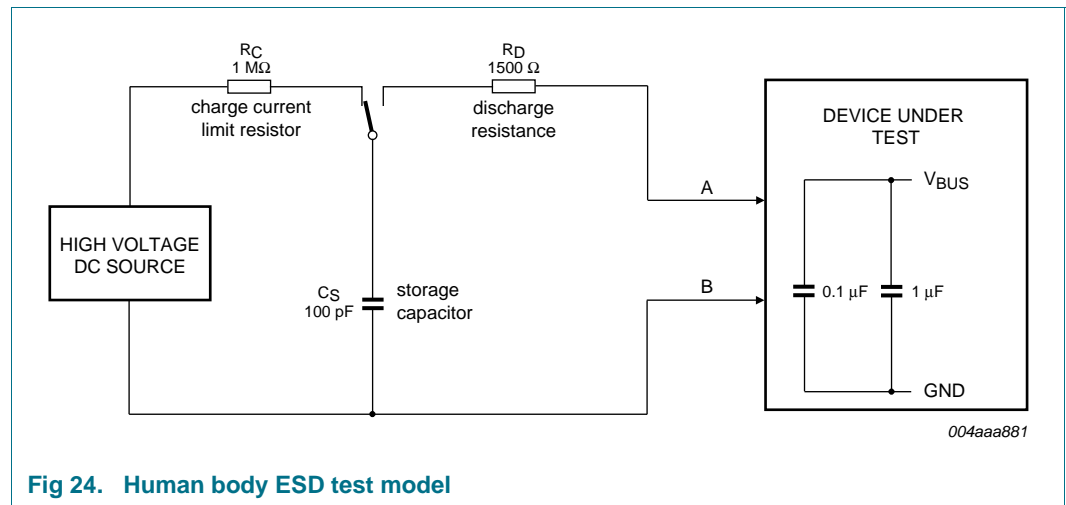 RC
1 MΩ
charge current
limit resistor
RD
1500 Ω
discharge
resistance
DEVICE UNDER
TEST
VBUS
A
HIGH VOLTAGE
DC SOURCE
CS
100 pF
storage
capacitor
B
0.1 μF
1 μF
GND
004aaa881
Fig 24. Human body ESD test model